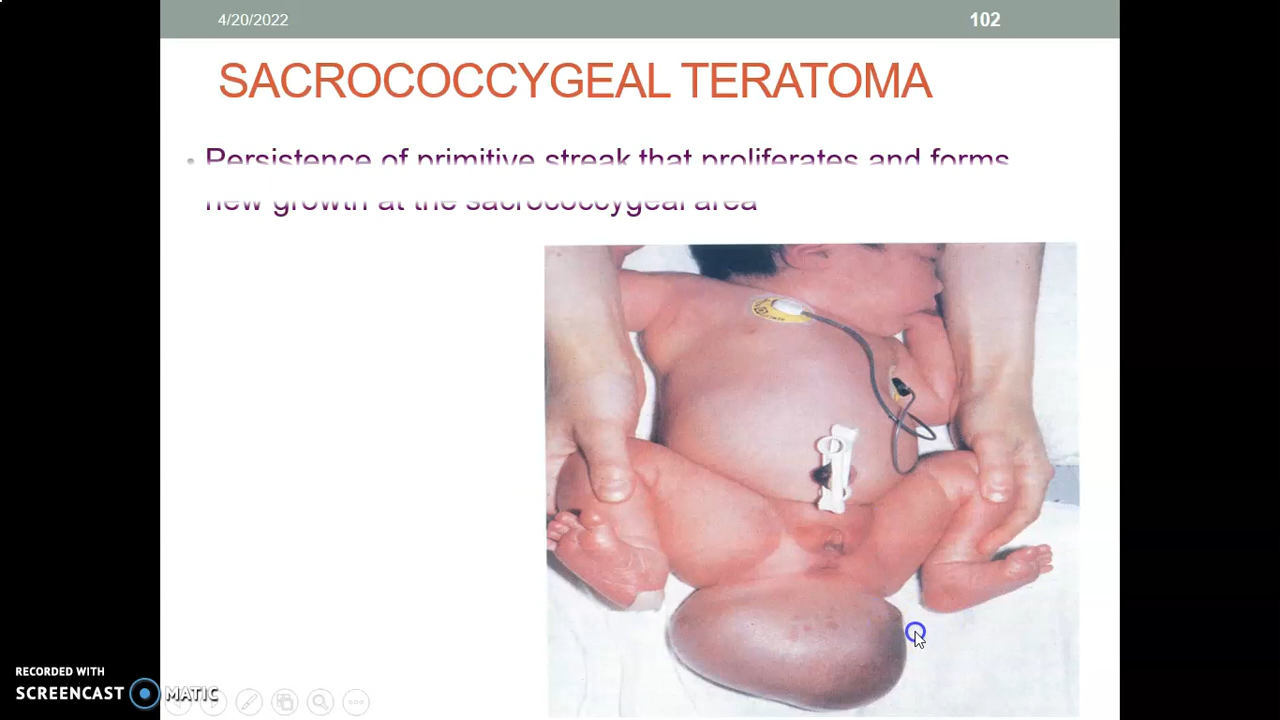 4/20/2022
102
SACROCOCCYGEAL TERATOMA
• Persistence of primitive streak that proliferates and forms
new growth at the sacrococcygeal area
RECORDED WITH
SCREENCAST MATIC